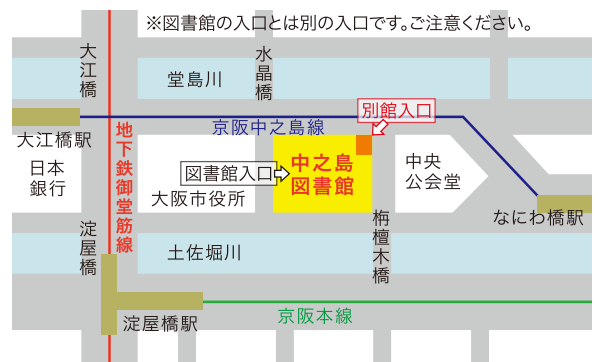 ※図書館の入口とは別の入口です。ご注意ください。
大江橋
水晶橋
堂島川
別館入口
大江橋駅
京阪中之島線
地下鉄御堂筋線
日本
銀行
図書館入口
中之島
図書館
中央
公会堂
大阪市役所
なにわ橋駅
淀屋橋
土佐堀川
栴檀木橋
淀屋橋駅
京阪本線